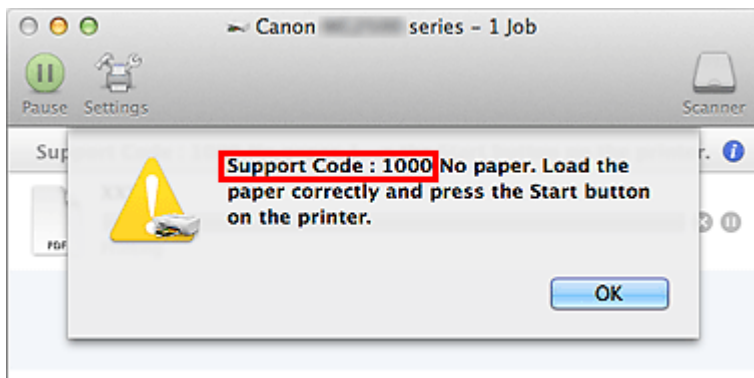 Canon series – 1 Job
Pause Settings
Scanner
Support Code : 1000 No paper. Load the
paper correctly and press the Start button
on the printer.
PDF
OK